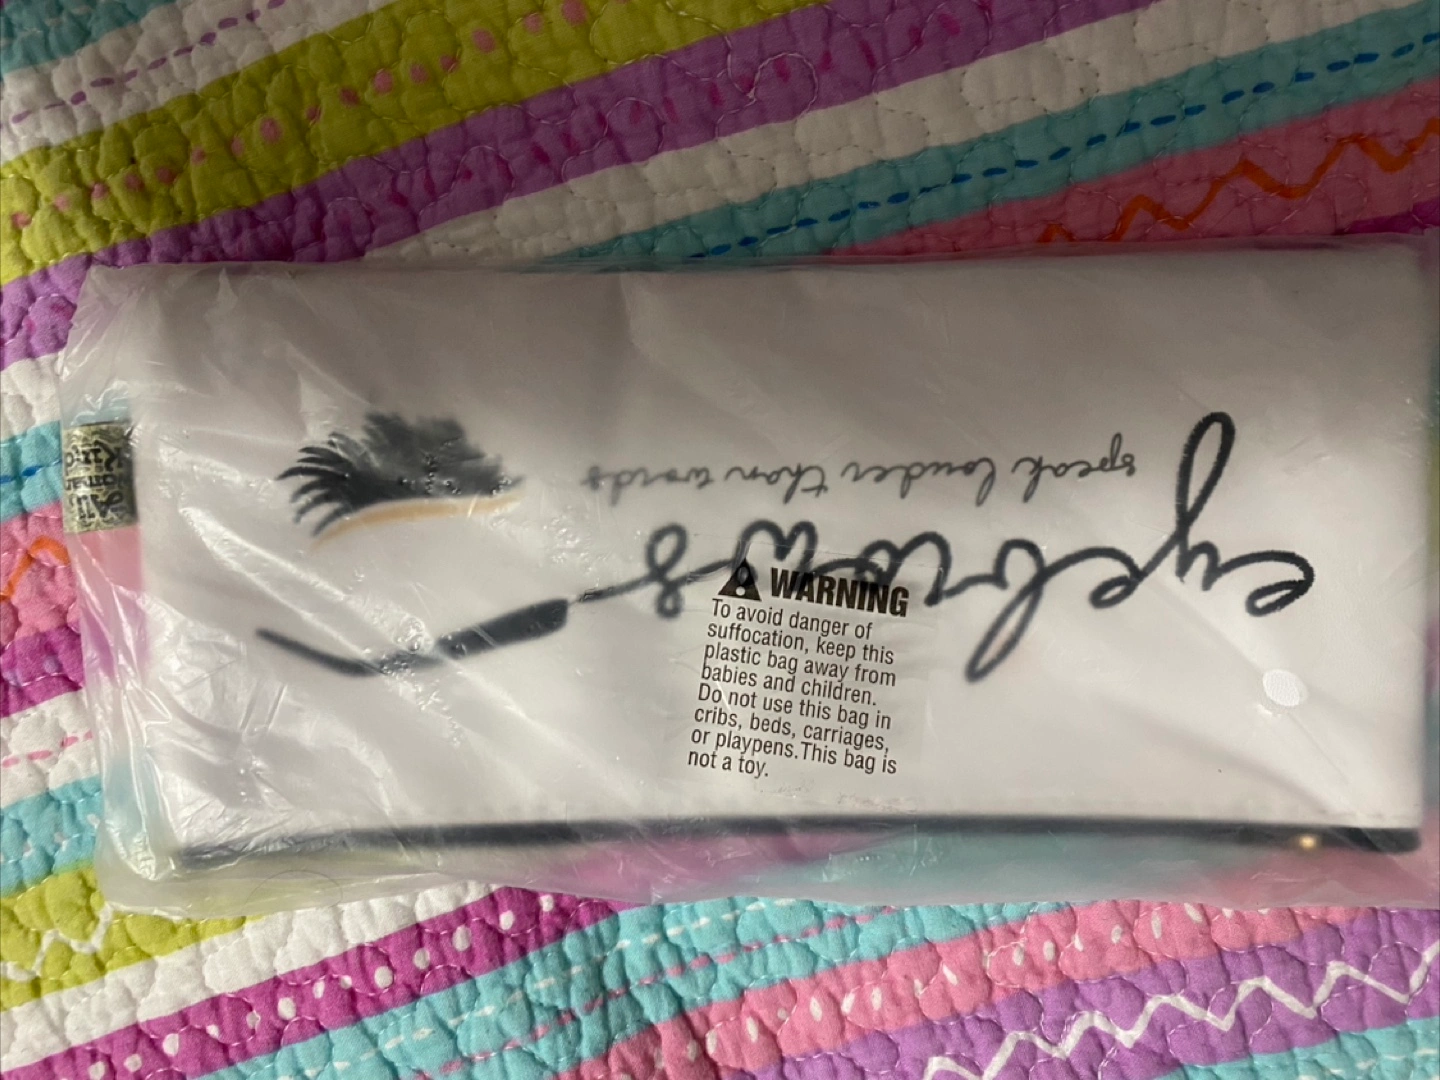 eyebrows
speak louder than words
WARNING
To avoid danger of
suffocation, keep this
plastic bag away from
babies and children.
Do not use this bag in
cribs, beds, carriages,
or playpens.This bag is
not a toy.